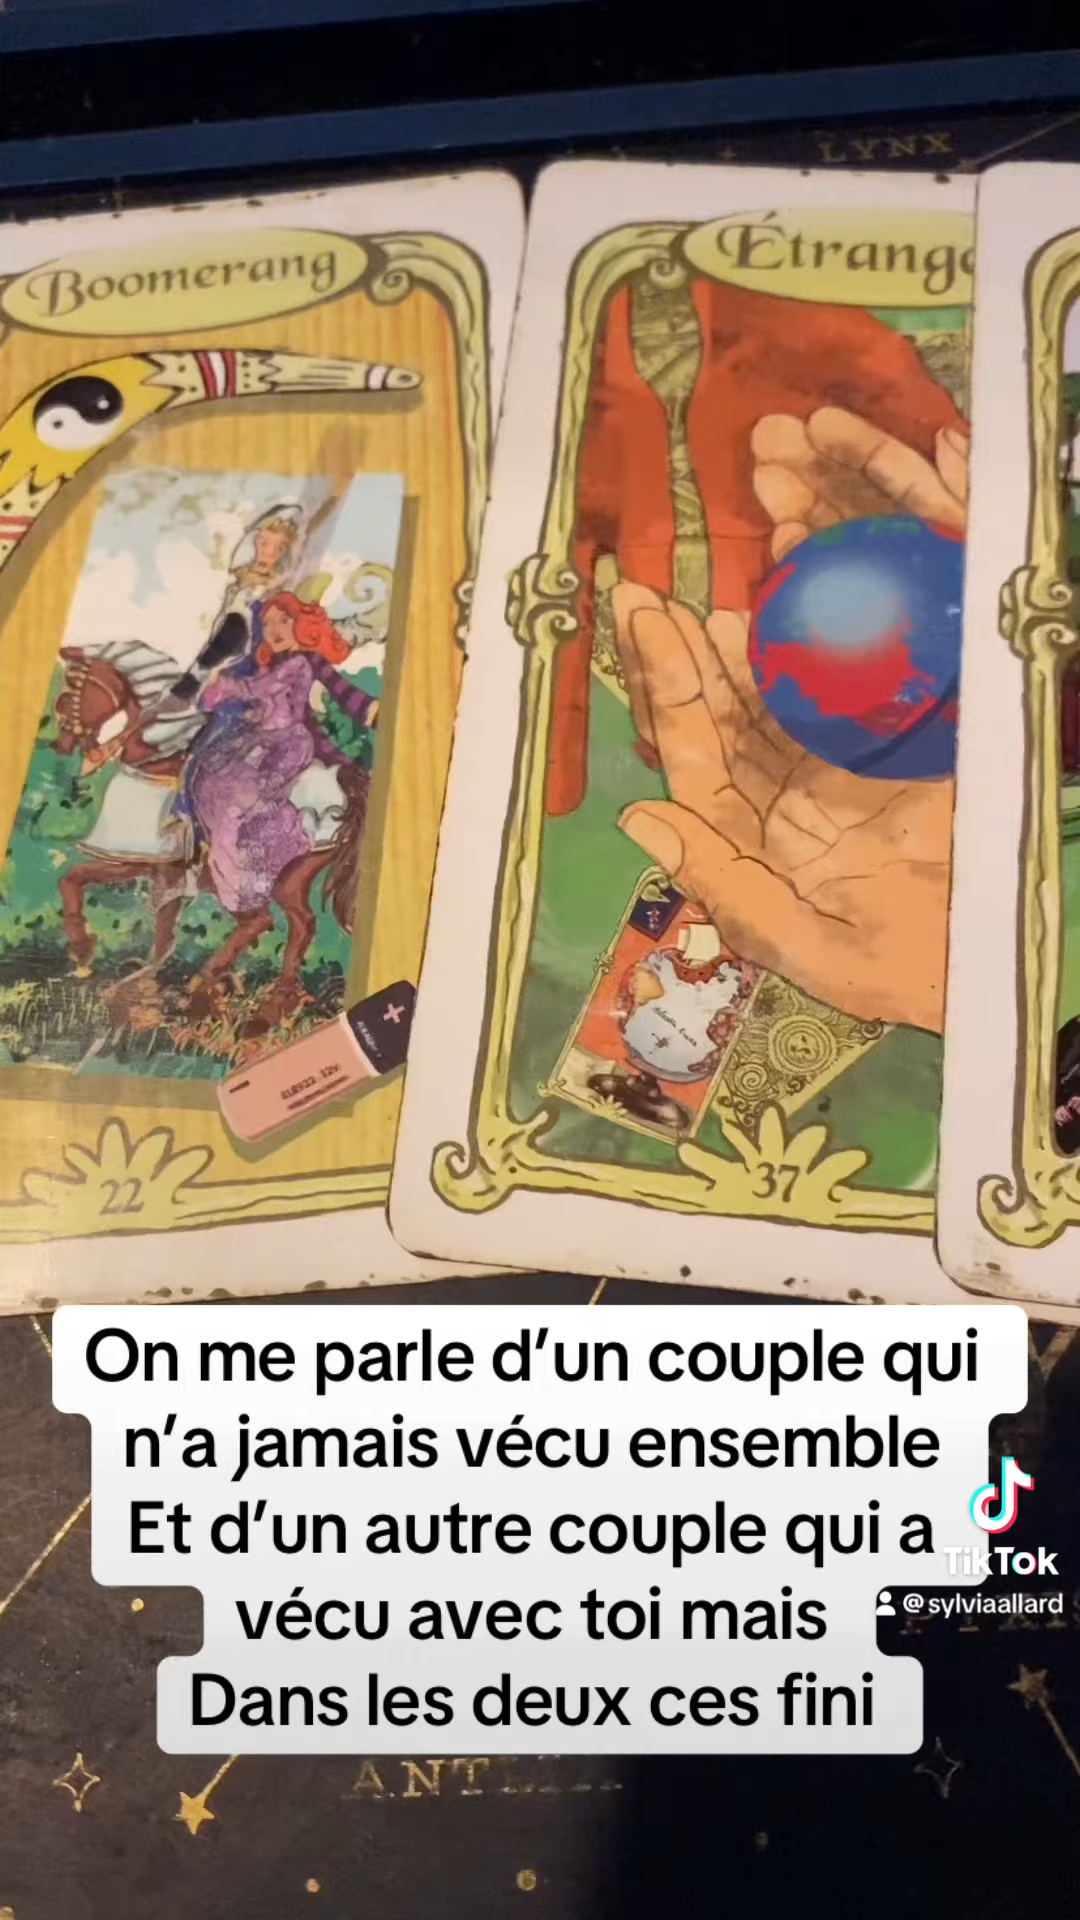 LYNX
Boomerang
Étrange
22
37
On me parle d’un couple qui
n’a jamais vécu ensemble
Et d’un autre couple qui a
vécu avec toi mais
Dans les deux ces fini
TikTok
@sylviaallard